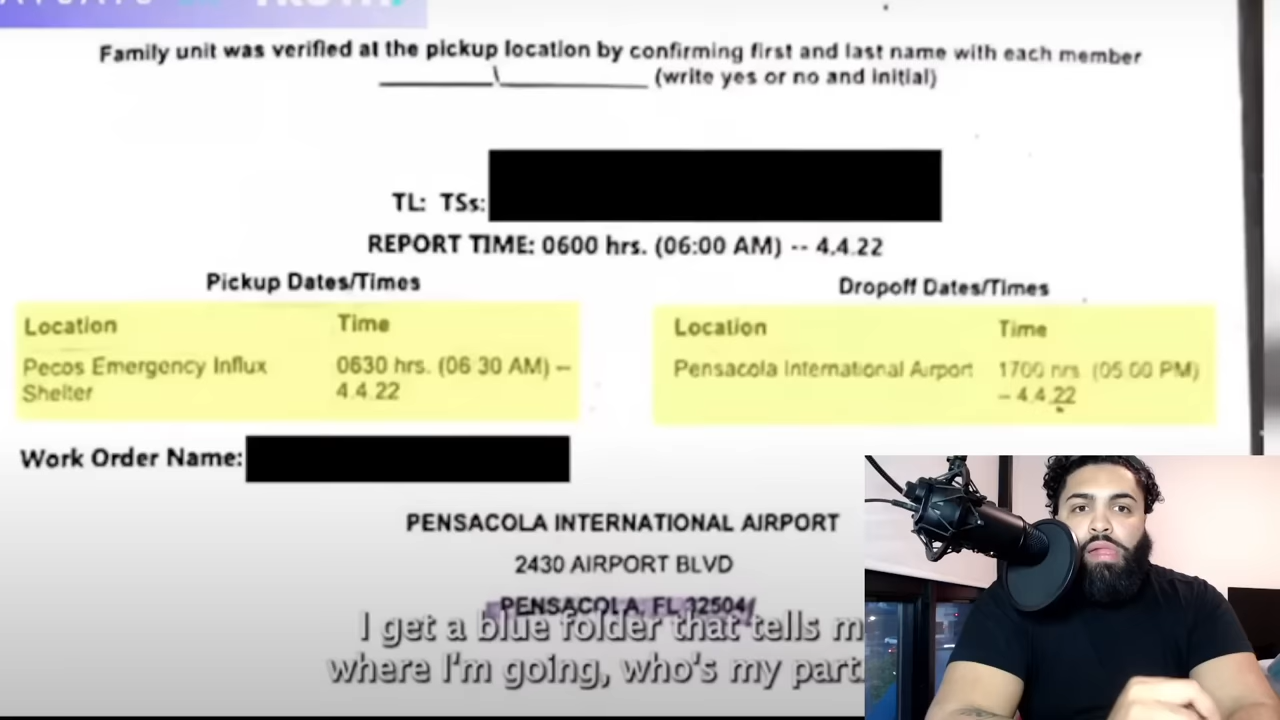 TRUTH
Family unit was verified at the pickup location by confirming first and last name with each member
________\__________ (write yes or no and initial)
TL: TSs:
REPORT TIME: 0600 hrs. (06:00 AM) -- 4.4.22
Pickup Dates/Times
Dropoff Dates/Times
Location Time
Pecos Emergency Influx 0630 hrs. (06 30 AM) –
Shelter 4.4.22
Location Time
Pensacola International Airport 1700 hrs (05:00 PM)
– 4.4.22
Work Order Name:
PENSACOLA INTERNATIONAL AIRPORT
2430 AIRPORT BLVD
PENSACOLA, FL 32504
I get a blue folder that tells m
where I'm going, who's my part